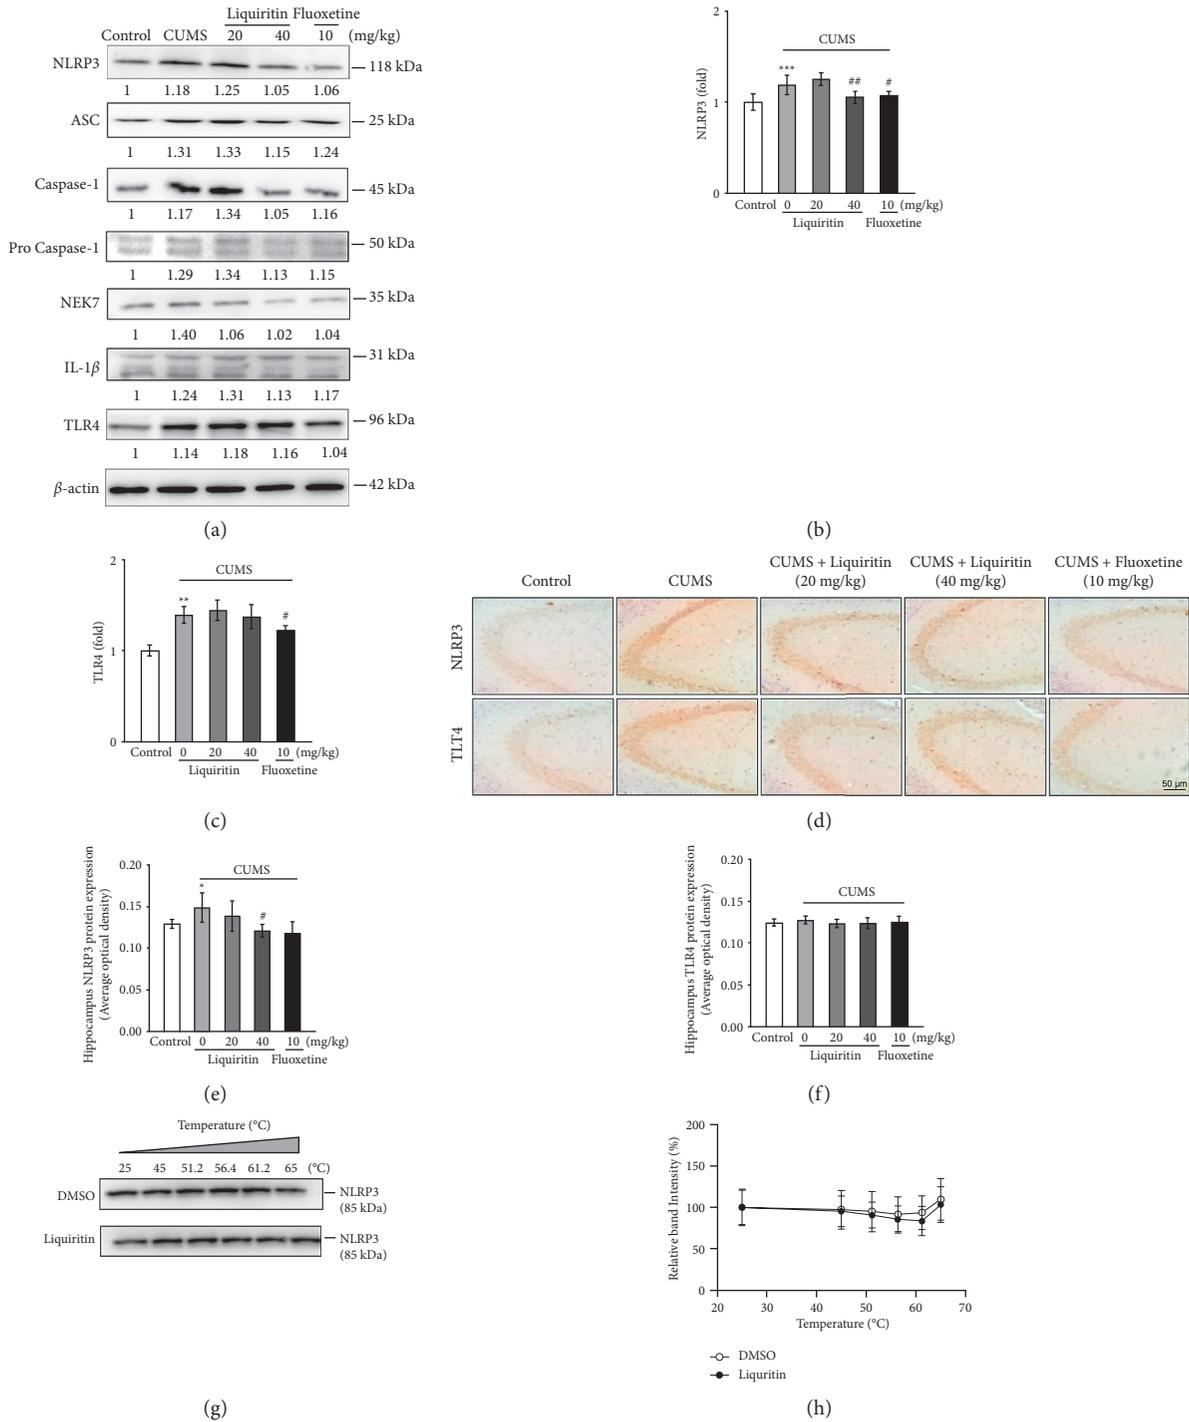 Liquiritin Fluoxetine
Control CUMS 20 40 10 (mg/kg)
NLRP3 118 kDa
1 1.18 1.25 1.05 1.06
ASC 25 kDa
1 1.31 1.33 1.15 1.24
Caspase-1 45 kDa
1 1.17 1.34 1.05 1.16
Pro Caspase-1 50 kDa
1 1.29 1.34 1.13 1.15
NEK7 35 kDa
1 1.40 1.06 1.02 1.04
IL-1β 31 kDa
1 1.24 1.31 1.13 1.17
TLR4 96 kDa
1 1.14 1.18 1.16 1.04
β-actin 42 kDa
(a)
2
1
0
NLRP3 (fold)
CUMS
*** ## #
Control 0 20 40 10 (mg/kg)
Liquiritin Fluoxetine
(b)
2
1
0
TLR4 (fold)
CUMS
** #
Control 0 20 40 10 (mg/kg)
Liquiritin Fluoxetine
(c)
Control
CUMS
CUMS + Liquiritin
(20 mg/kg)
CUMS + Liquiritin
(40 mg/kg)
CUMS + Fluoxetine
(10 mg/kg)
NLRP3
TLT4
50 µm
(d)
Hippocampus NLRP3 protein expression
(Average optical density)
0.20
0.15
0.10
0.05
0.00
CUMS
* #
Control 0 20 40 10 (mg/kg)
Liquiritin Fluoxetine
(e)
Hippocampus TLR4 protein expression
(Average optical density)
0.20
0.15
0.10
0.05
0.00
CUMS
Control 0 20 40 10 (mg/kg)
Liquiritin Fluoxetine
(f)
Temperature (°C)
25 45 51.2 56.4 61.2 65 (°C)
DMSO NLRP3
(85 kDa)
Liquiritin NLRP3
(85 kDa)
(g)
Relative band Intensity (%)
200
150
100
50
0
20 30 40 50 60 70
Temperature (°C)
DMSO
Liquritin
(h)